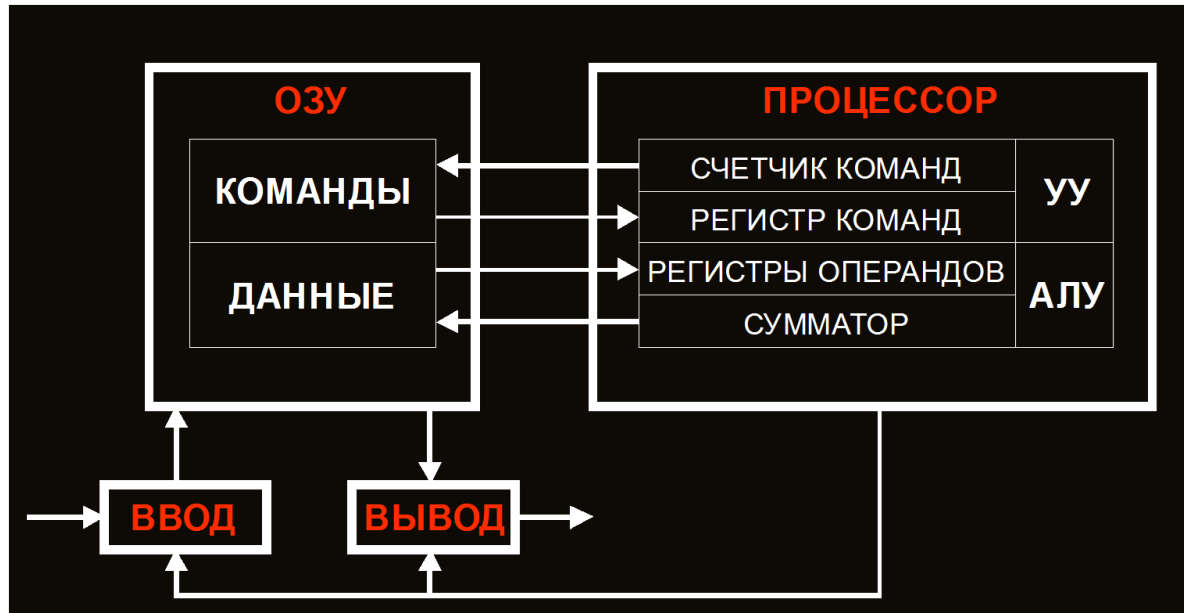 ОЗУ
ПРОЦЕССОР
КОМАНДЫ
ДАННЫЕ
СЧЕТЧИК КОМАНД
РЕГИСТР КОМАНД
УУ
РЕГИСТРЫ ОПЕРАНДОВ
СУММАТОР
АЛУ
ВВОД
ВЫВОД